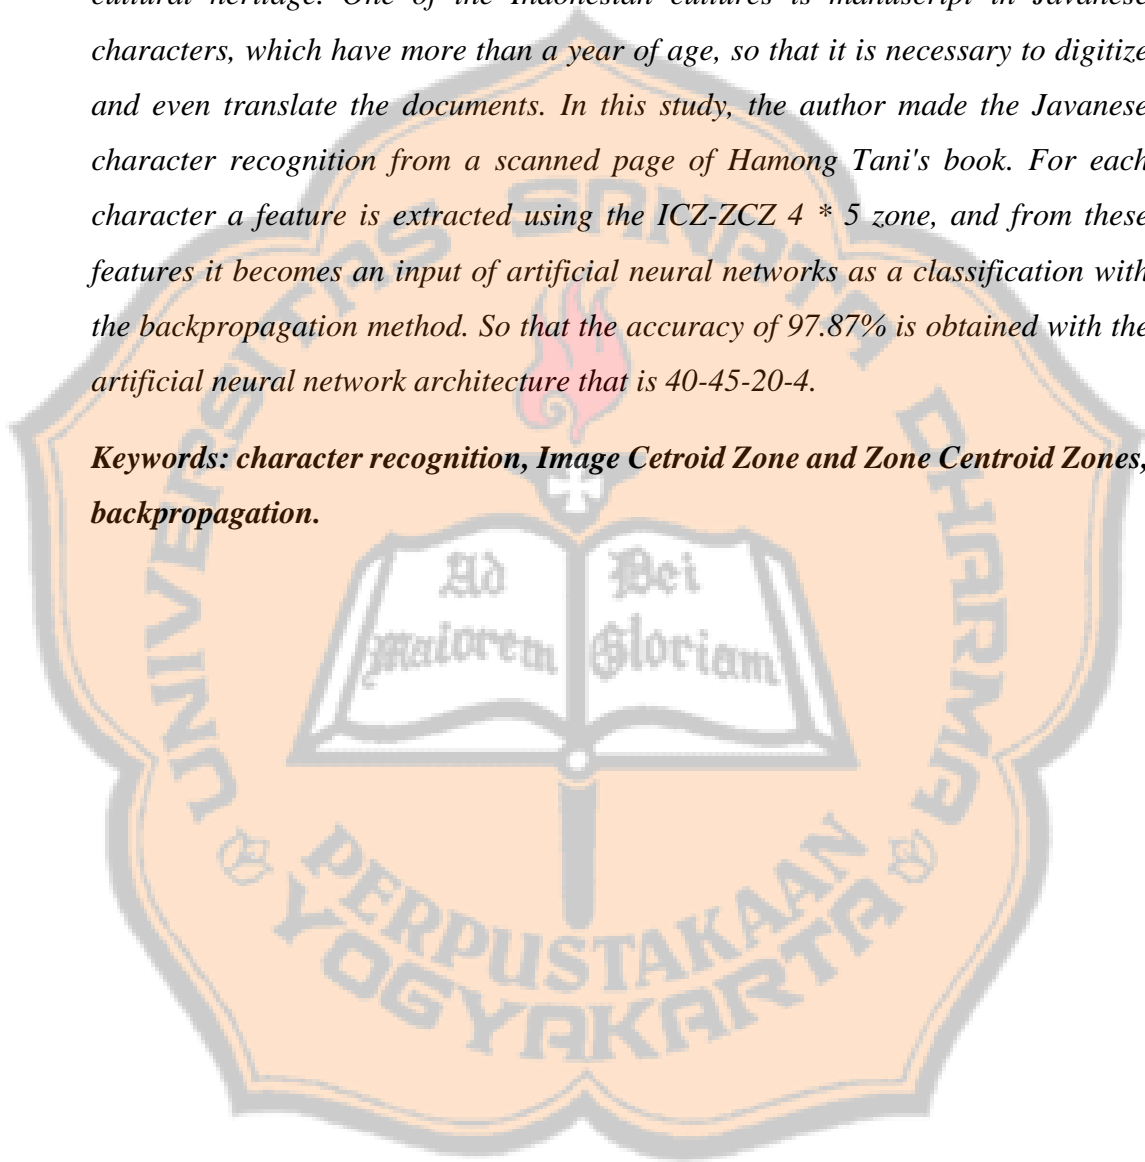 cultural heritage. One of the Indonesian cultures is manuscript in Javanese
characters, which have more than a year of age, so that it is necessary to digitize
and even translate the documents. In this study, the author made the Javanese
character recognition from a scanned page of Hamong Tani's book. For each
character a feature is extracted using the ICZ-ZCZ 4 * 5 zone, and from these
features it becomes an input of artificial neural networks as a classification with
the backpropagation method. So that the accuracy of 97.87% is obtained with the
artificial neural network architecture that is 40-45-20-4.
Keywords: character recognition, Image Cetroid Zone and Zone Centroid Zones,
backpropagation.
UNIVERSITAS SANATA DHARMA
Ad Dei
maiorem Gloriam
PERPUSTAKAAN
YOGYAKARTA